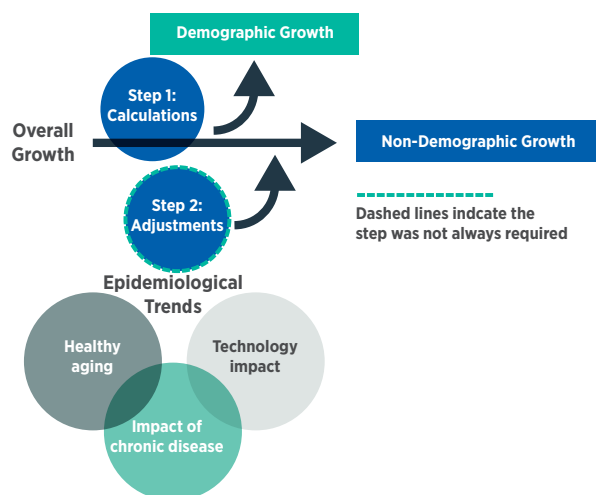 Demographic Growth
Step 1:
Calculations
Overall
Growth
Non-Demographic Growth
Step 2:
Adjustments
Dashed lines indcate the
step was not always required
Epidemiological
Trends
Healthy
aging
Technology
impact
Impact of
chronic disease